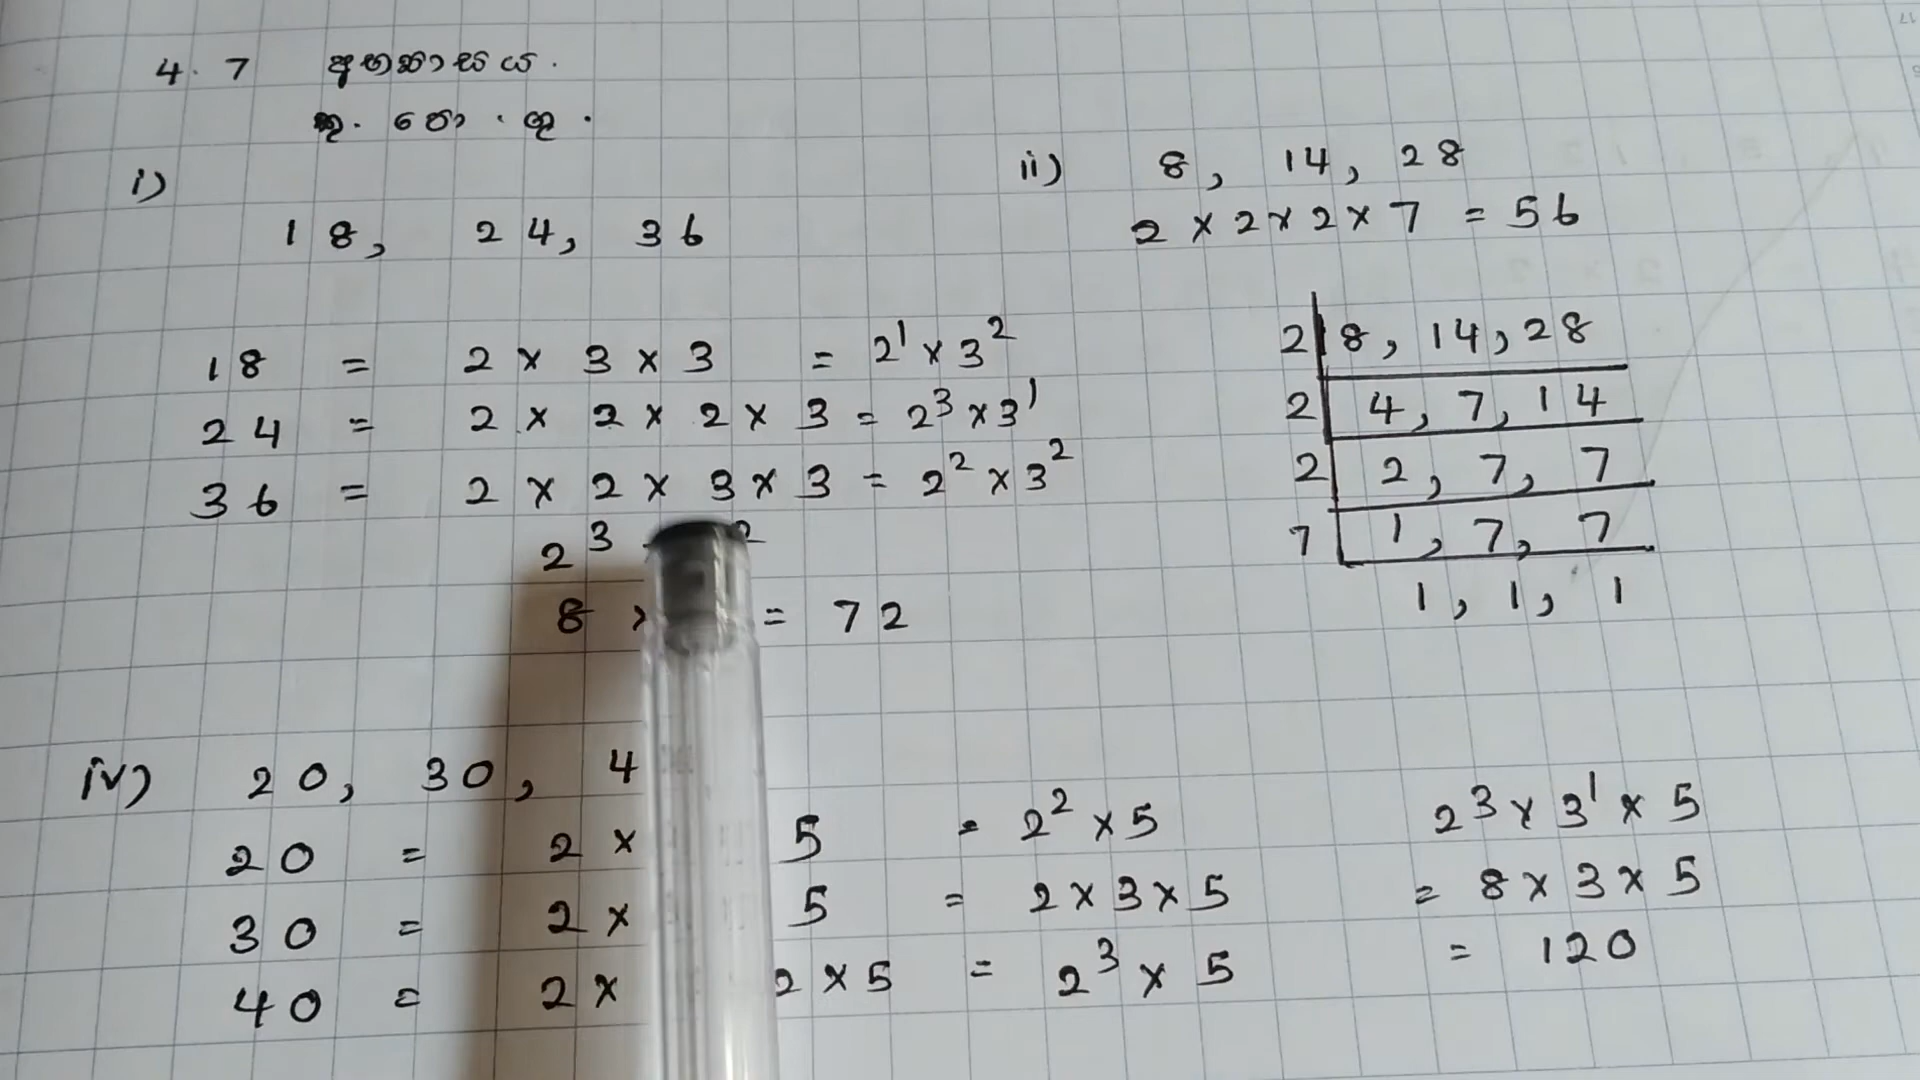 4.7 අභ්‍යාසය.
කු. පො. ගු.
i)
18, 24, 36
18 = 2 × 3 × 3 = 2¹ × 3²
24 = 2 × 2 × 2 × 3 = 2³ × 3¹
36 = 2 × 2 × 3 × 3 = 2² × 3²
2³ 2
8 × = 72
ii) 8, 14, 28
2 × 2 × 2 × 7 = 56
2 | 8, 14, 28
2 | 4, 7, 14
2 | 2, 7, 7
7 | 1, 7, 7
1, 1, 1
iv) 20, 30, 4
20 = 2 × 5 = 2² × 5
30 = 2 × 5 = 2 × 3 × 5
40 = 2 × 2 × 5 = 2³ × 5
2³ × 3¹ × 5
= 8 × 3 × 5
= 120